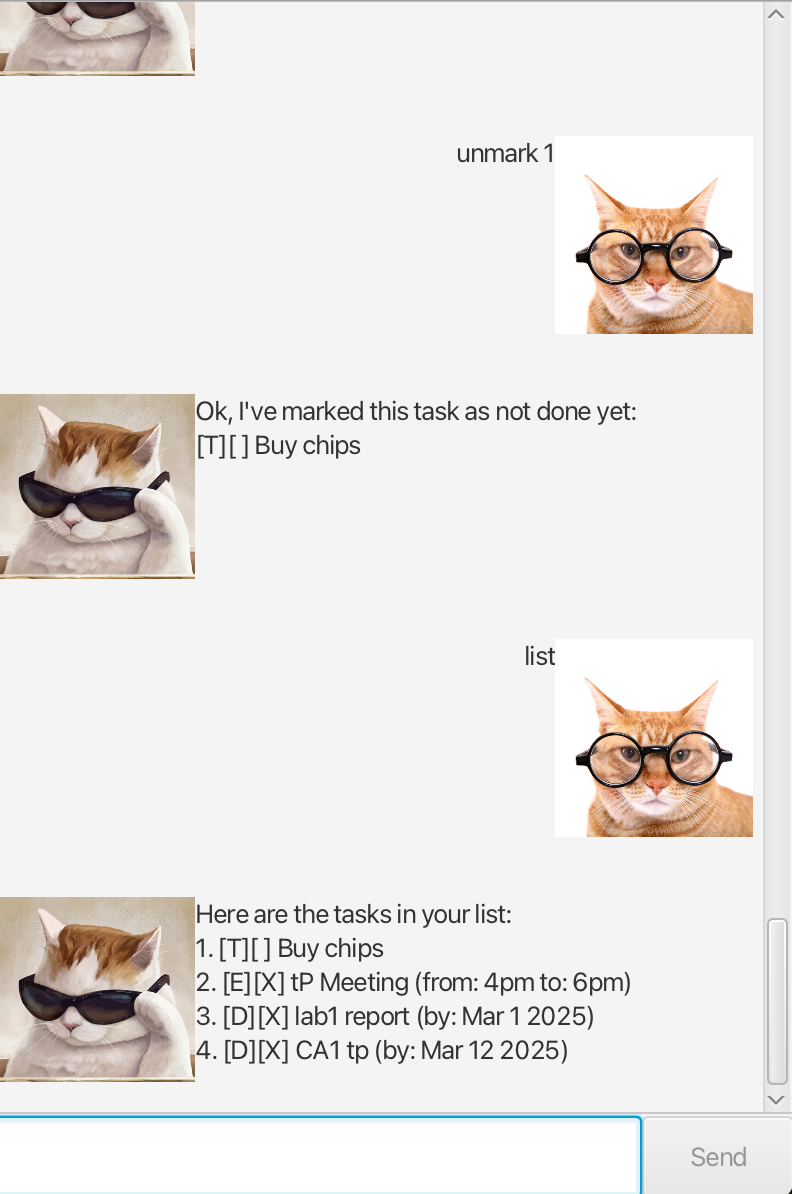 unmark 1
Ok, I've marked this task as not done yet:
[T][ ] Buy chips
list
Here are the tasks in your list:
1. [T][ ] Buy chips
2. [E][X] tP Meeting (from: 4pm to: 6pm)
3. [D][X] lab1 report (by: Mar 1 2025)
4. [D][X] CA1 tp (by: Mar 12 2025)
Send